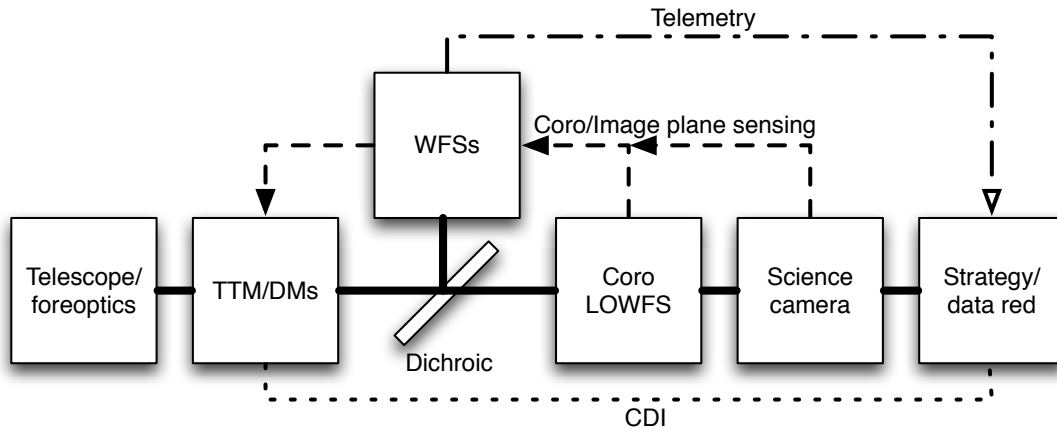 Telemetry
WFSs
Coro/Image plane sensing
Telescope/
foreoptics
TTM/DMs
Coro
LOWFS
Science
camera
Strategy/
data red
Dichroic
CDI